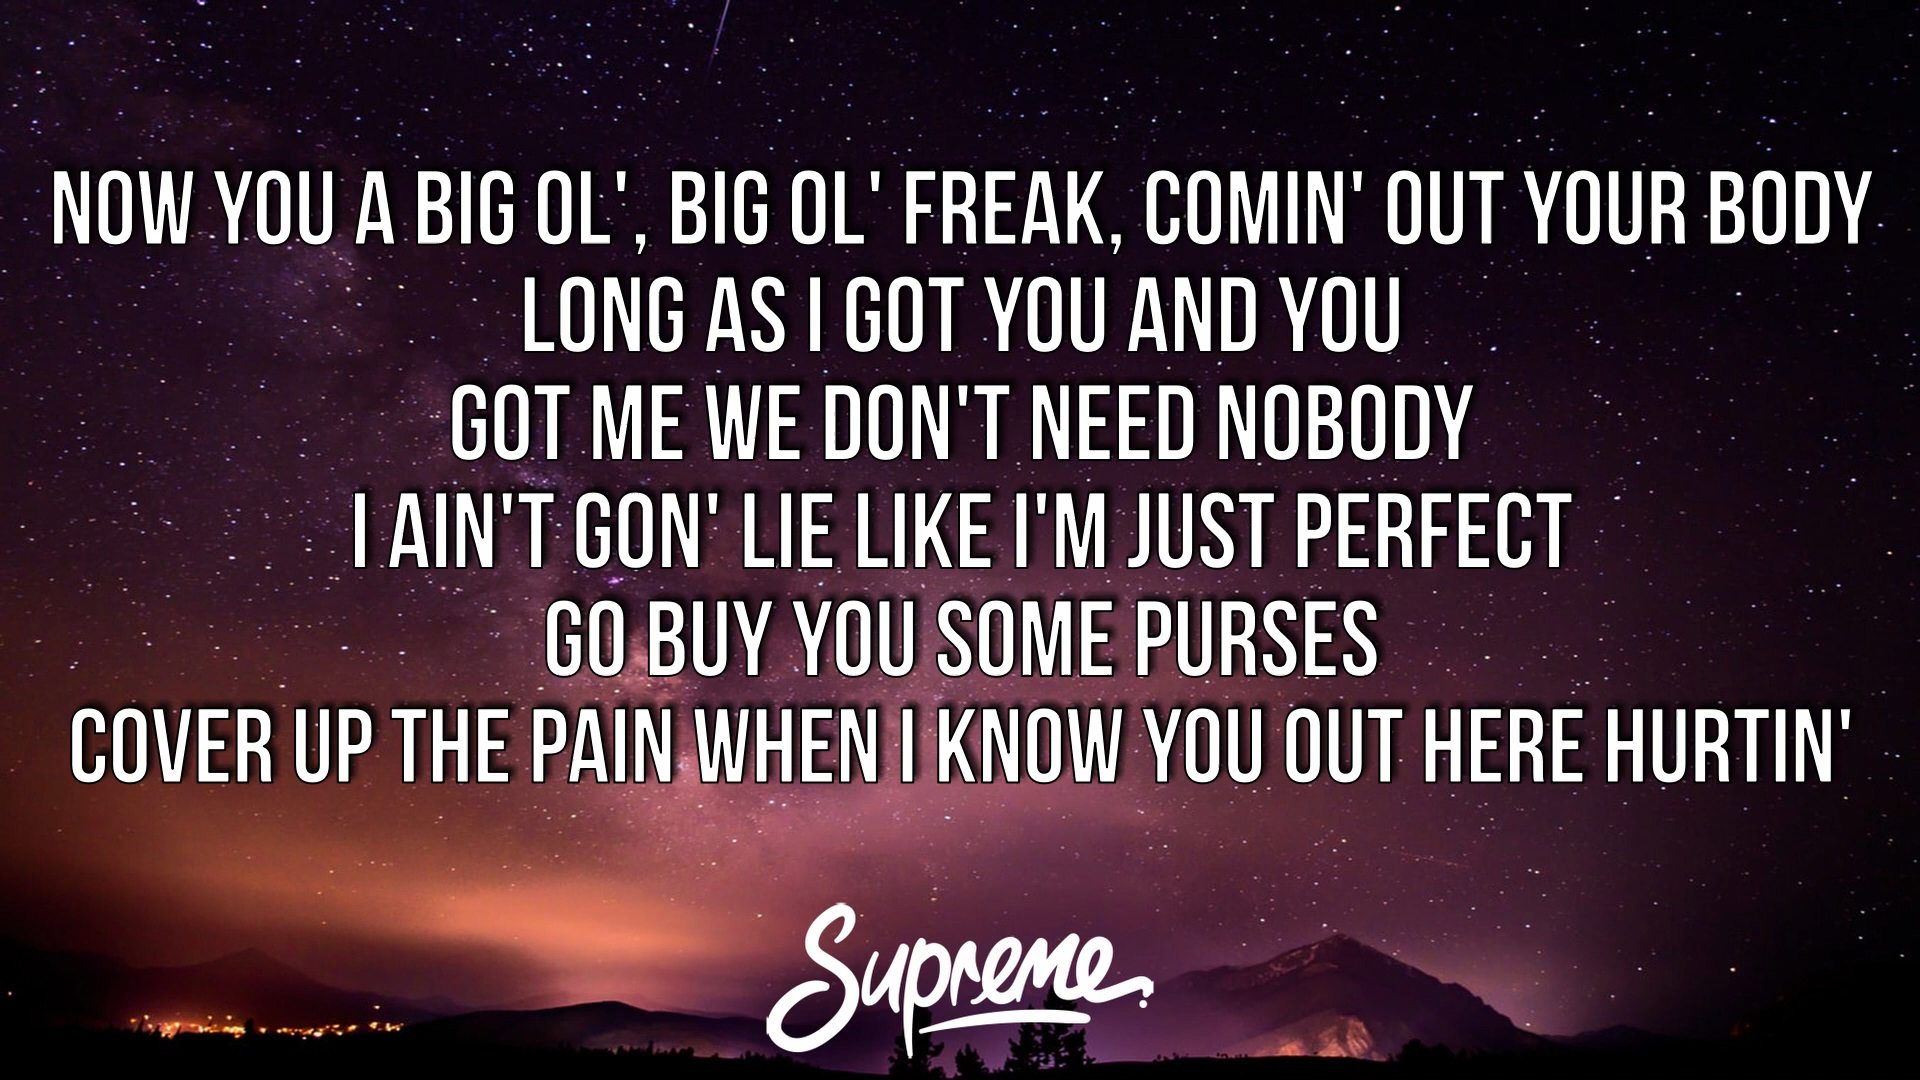 NOW YOU A BIG OL', BIG OL' FREAK, COMIN' OUT YOUR BODY
LONG AS I GOT YOU AND YOU
GOT ME WE DON'T NEED NOBODY
I AIN'T GON' LIE LIKE I'M JUST PERFECT
GO BUY YOU SOME PURSES
COVER UP THE PAIN WHEN I KNOW YOU OUT HERE HURTIN'
Supreme